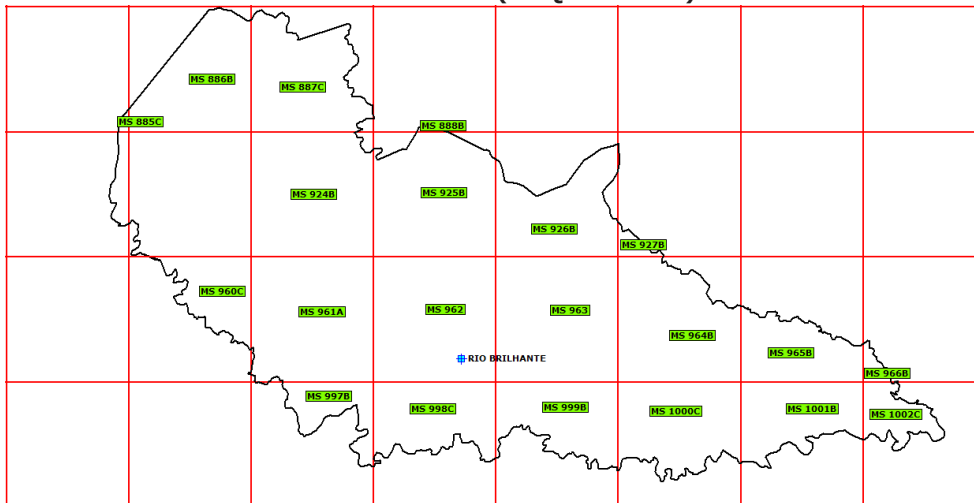 MS 886B
MS 887C
MS 885C
MS 888B
MS 924B
MS 925B
MS 926B
MS 927B
MS 960C
MS 961A
MS 962
MS 963
MS 964B
MS 965B
RIO BRILHANTE
MS 966B
MS 997B
MS 998C
MS 999B
MS 1000C
MS 1001B
MS 1002C